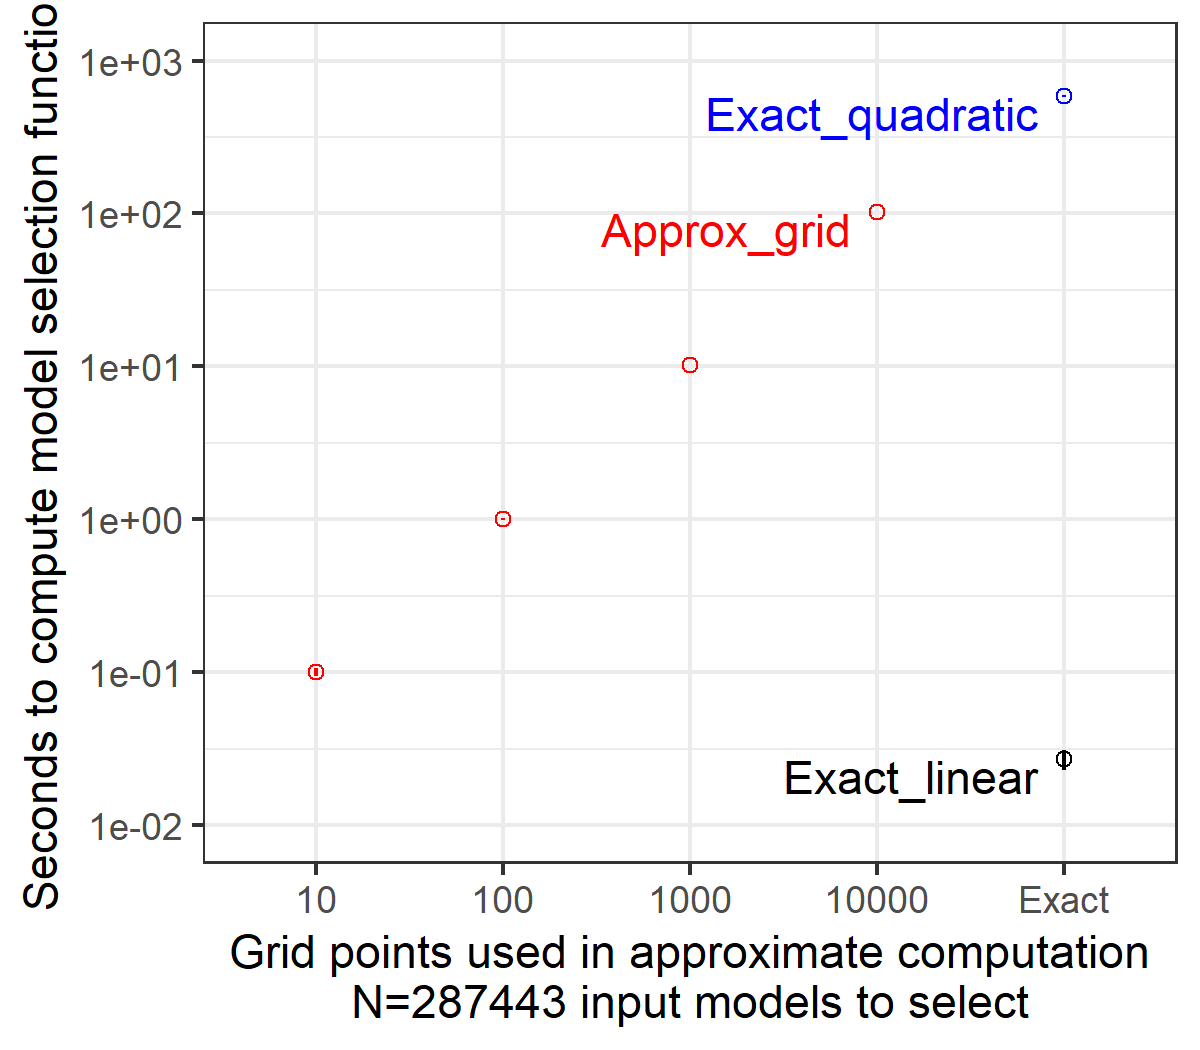 Seconds to compute model selection functio
1e+03
1e+02
1e+01
1e+00
1e-01
1e-02
Exact_quadratic
Approx_grid
Exact_linear
10 100 1000 10000 Exact
Grid points used in approximate computation
N=287443 input models to select